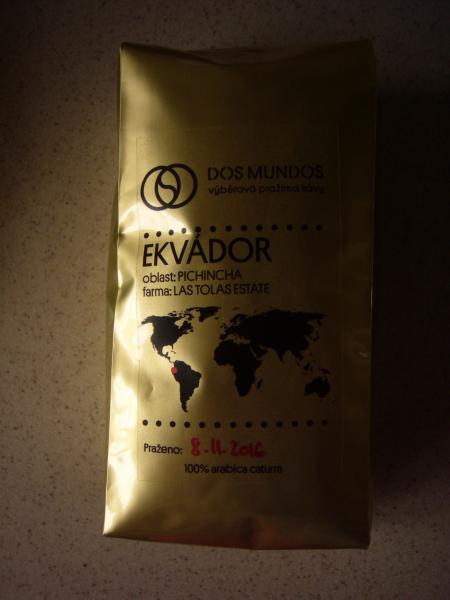 DOS MUNDOS
výběrová pražírna kávy
EKVÁDOR
oblast: PICHINCHA
farma: LAS TOLAS ESTATE
Praženo: 8.11.2016
100% arabica caturra